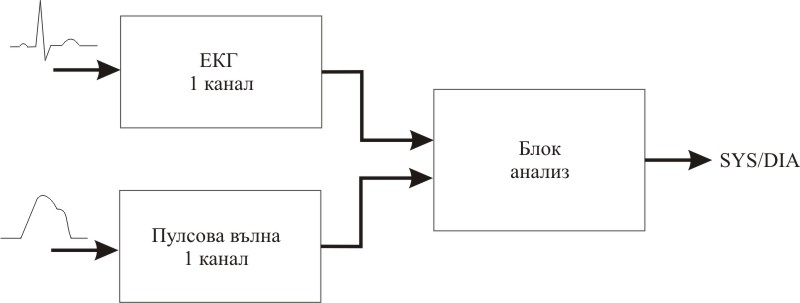 ЕКГ
1 канал
Блок
анализ
SYS/DIA
Пулсова вълна
1 канал